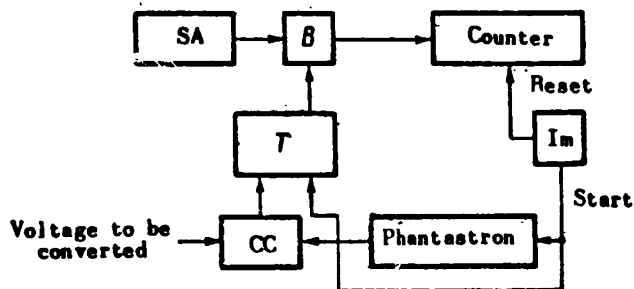 SA
B
Counter
Reset
T
Im
Start
Voltage to be
converted
CC
Phantastron